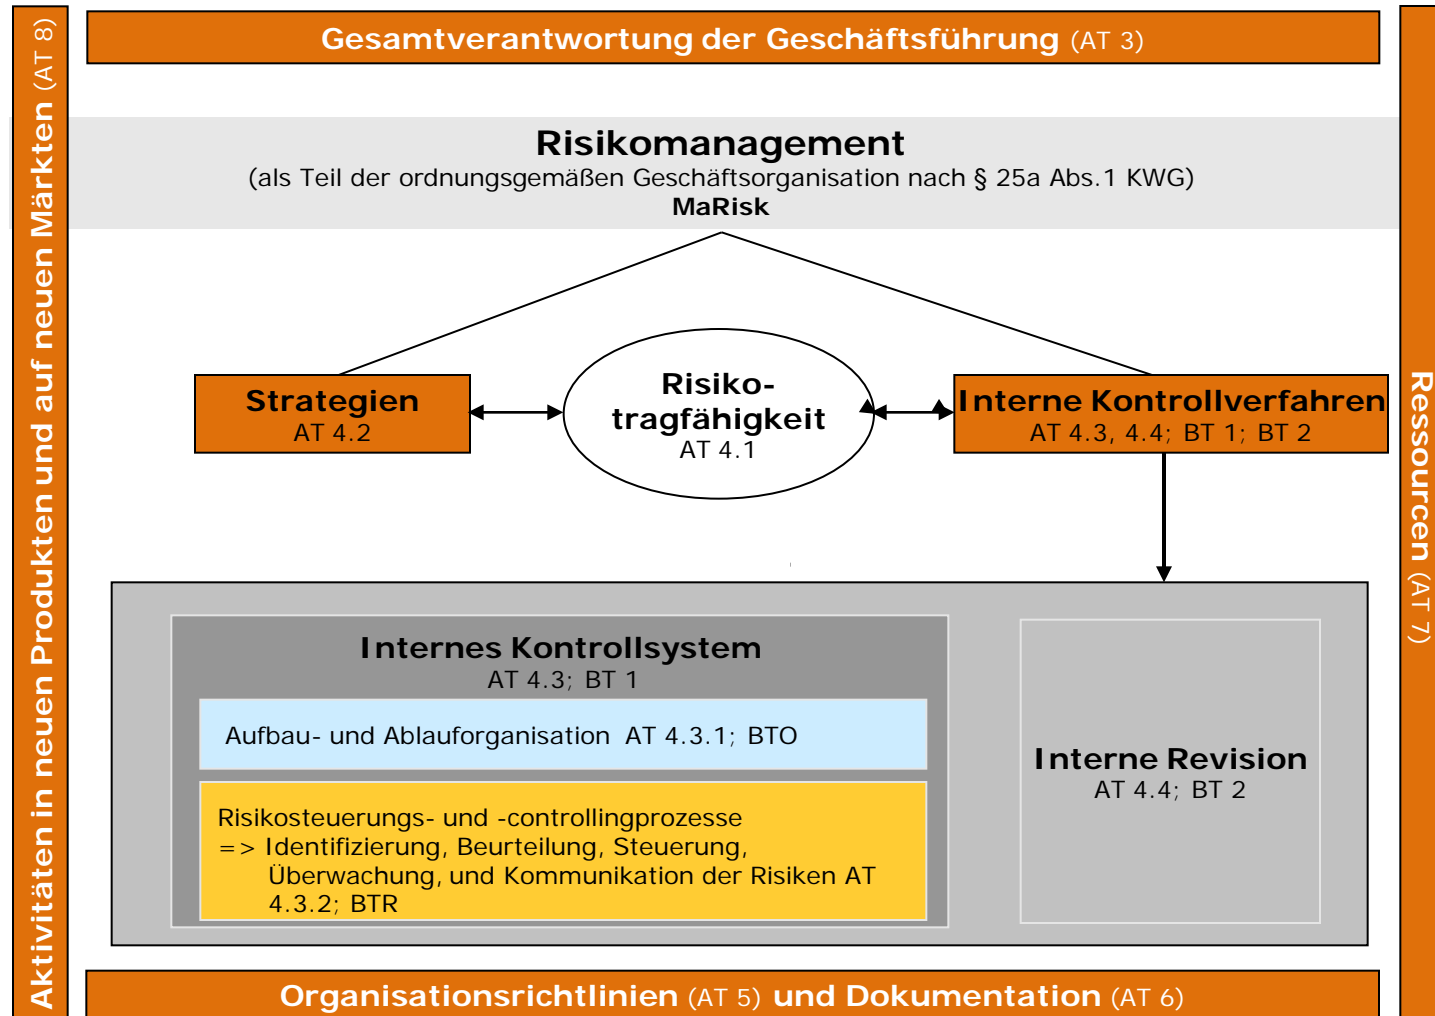 Gesamtverantwortung der Geschäftsführung (AT 3)
Aktivitäten in neuen Produkten und auf neuen Märkten (AT 8)
Risikomanagement
(als Teil der ordnungsgemäßen Geschäftsorganisation nach § 25a Abs.1 KWG)
MaRisk
Strategien
AT 4.2
Risiko-
tragfähigkeit
AT 4.1
Interne Kontrollverfahren
AT 4.3, 4.4; BT 1; BT 2
Ressourcen (AT 7)
Internes Kontrollsystem
AT 4.3; BT 1
Aufbau- und Ablauforganisation AT 4.3.1; BTO
Risikosteuerungs- und -controllingprozesse
=> Identifizierung, Beurteilung, Steuerung,
Überwachung, und Kommunikation der Risiken AT
4.3.2; BTR
Interne Revision
AT 4.4; BT 2
Organisationsrichtlinien (AT 5) und Dokumentation (AT 6)